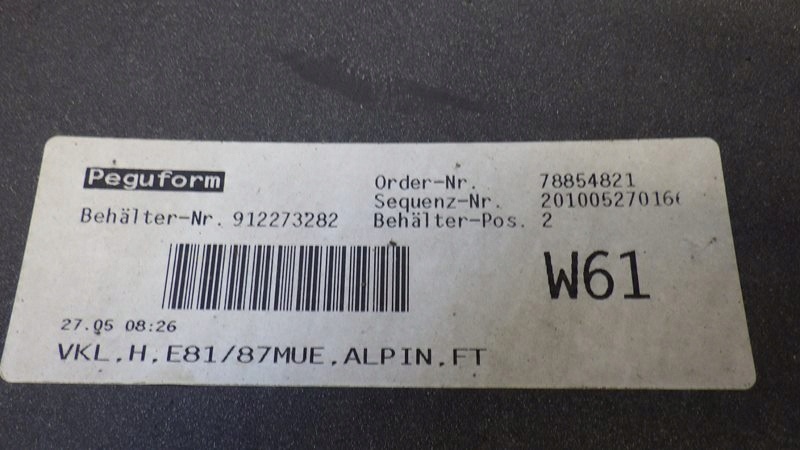 Peguform
Order-Nr. 78854821
Sequenz-Nr. 20100527016
Behälter-Nr. 912273282
Behälter-Pos. 2
W61
27.05 08:26
VKL.H.E81/87MUE.ALPIN.FT